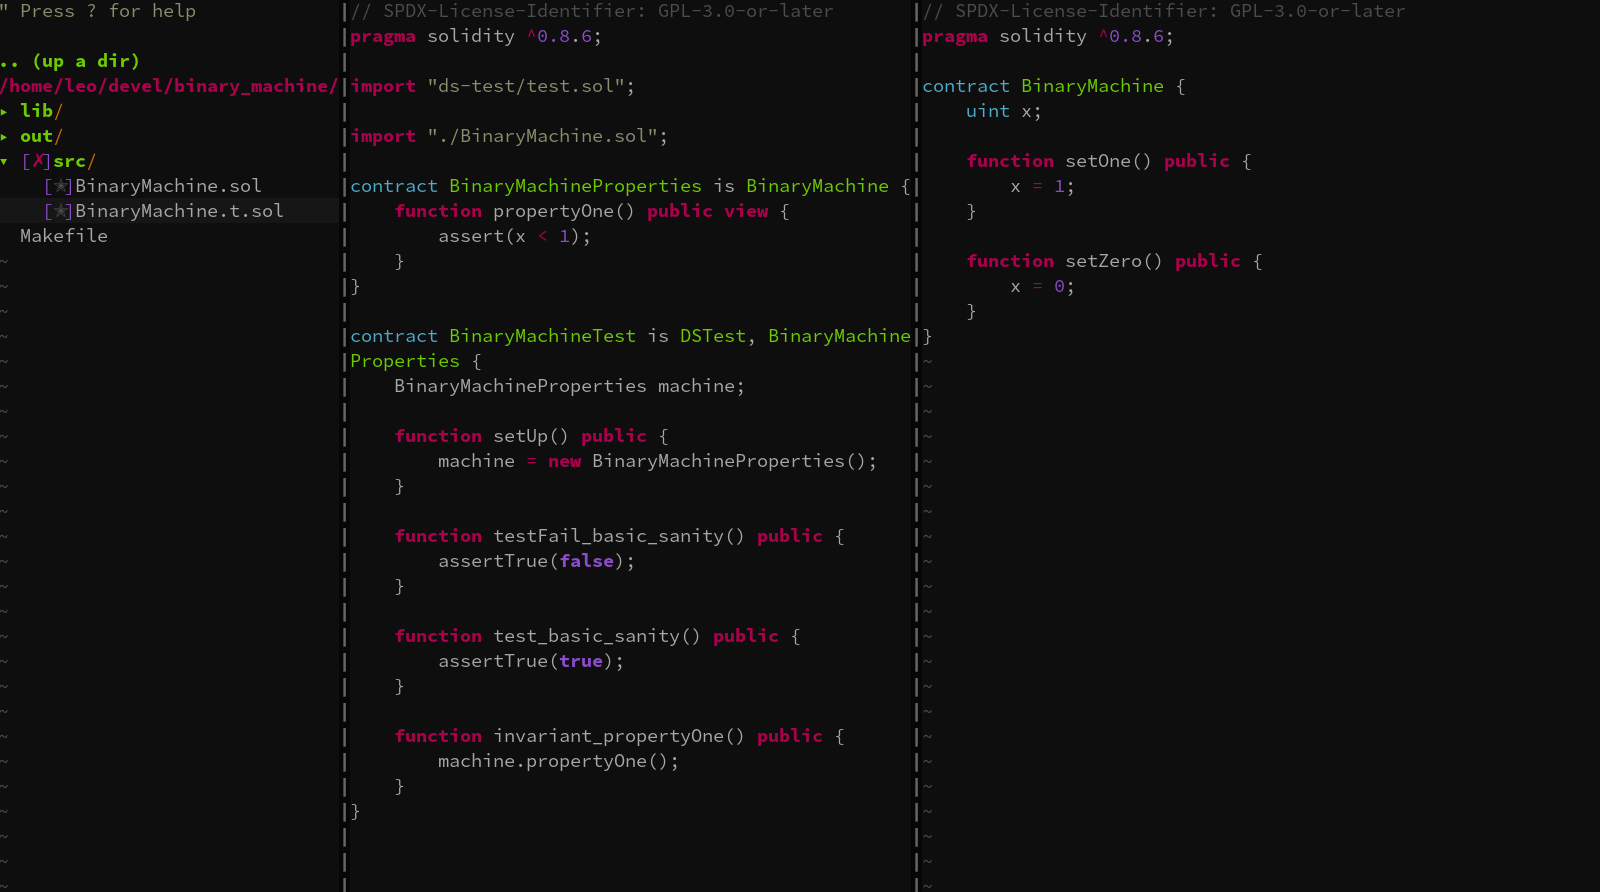 " Press ? for help
.. (up a dir)
/home/leo/devel/binary_machine/
▸ lib/
▸ out/
▾ [✗]src/
[★]BinaryMachine.sol
[★]BinaryMachine.t.sol
Makefile
// SPDX-License-Identifier: GPL-3.0-or-later
pragma solidity ^0.8.6;
import "ds-test/test.sol";
import "./BinaryMachine.sol";
contract BinaryMachineProperties is BinaryMachine {
    function propertyOne() public view {
        assert(x < 1);
    }
}
contract BinaryMachineTest is DSTest, BinaryMachine
Properties {
    BinaryMachineProperties machine;
    function setUp() public {
        machine = new BinaryMachineProperties();
    }
    function testFail_basic_sanity() public {
        assertTrue(false);
    }
    function test_basic_sanity() public {
        assertTrue(true);
    }
    function invariant_propertyOne() public {
        machine.propertyOne();
    }
}
// SPDX-License-Identifier: GPL-3.0-or-later
pragma solidity ^0.8.6;
contract BinaryMachine {
    uint x;
    function setOne() public {
        x = 1;
    }
    function setZero() public {
        x = 0;
    }
}